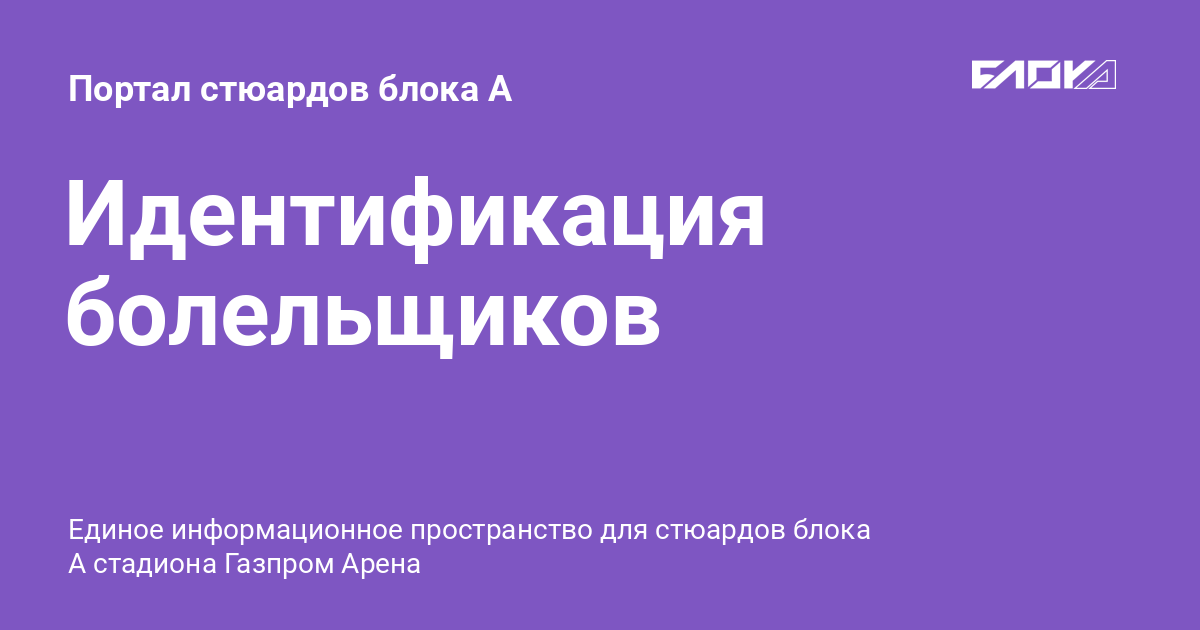 Портал стюардов блока А
БЛОКА
Идентификация
болельщиков
Единое информационное пространство для стюардов блока
А стадиона Газпром Арена